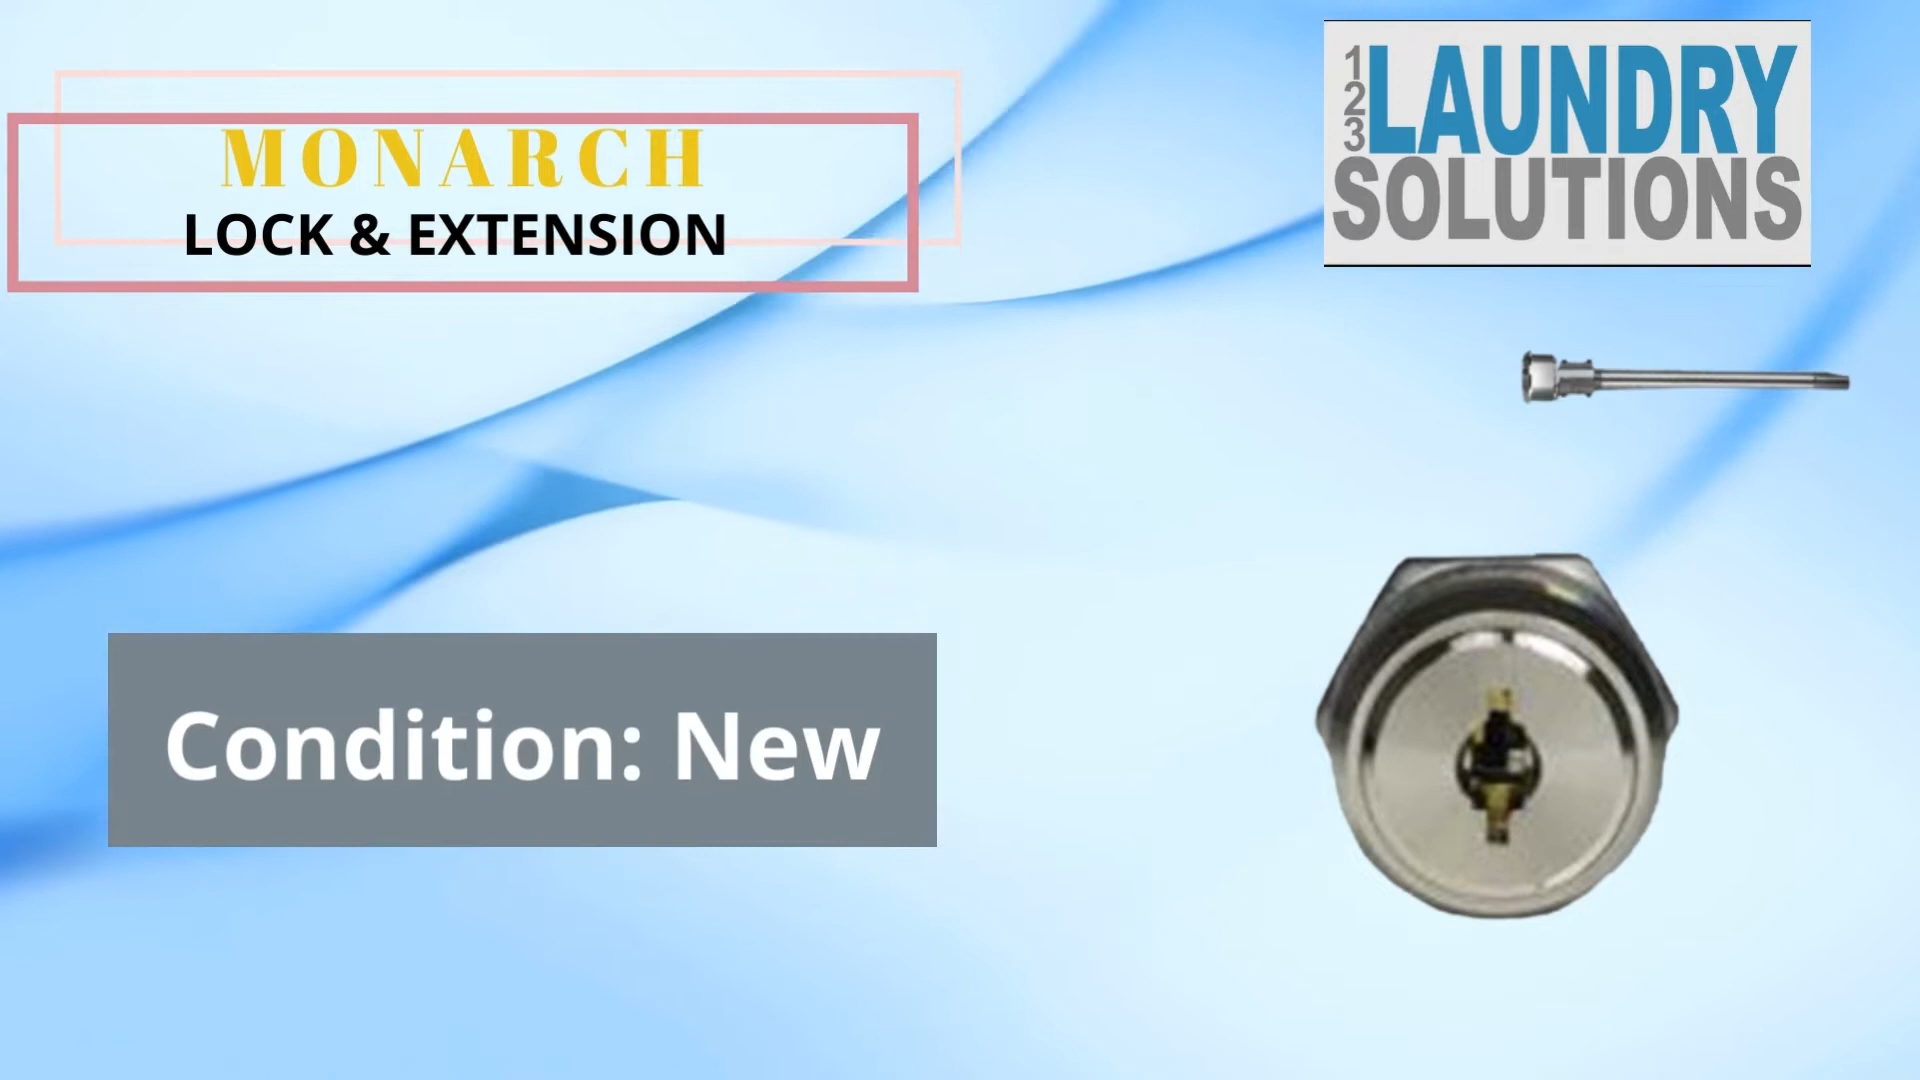 MONARCH
LOCK & EXTENSION
123 LAUNDRY
SOLUTIONS
Condition: New